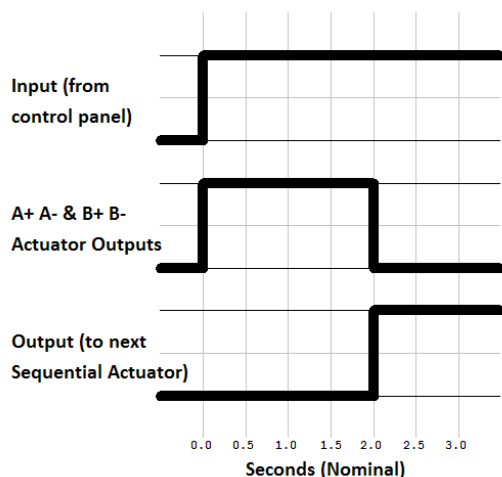 Input (from
control panel)
A+ A- & B+ B-
Actuator Outputs
Output (to next
Sequential Actuator)
0.0 0.5 1.0 1.5 2.0 2.5 3.0
Seconds (Nominal)